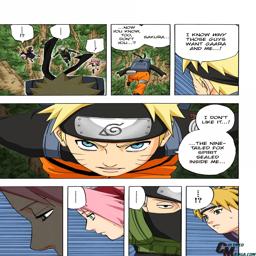 I KNOW WHY
THOSE GUYS
WANT GAARA
AND ME...!
SAKURA...
...NOW
YOU KNOW,
TOO,
DON'T
YOU...?
!?
I DON'T
LIKE IT...!
...THE NINE-
TAILED FOX
SPIRIT
SEALED
INSIDE ME...
...
!?
...